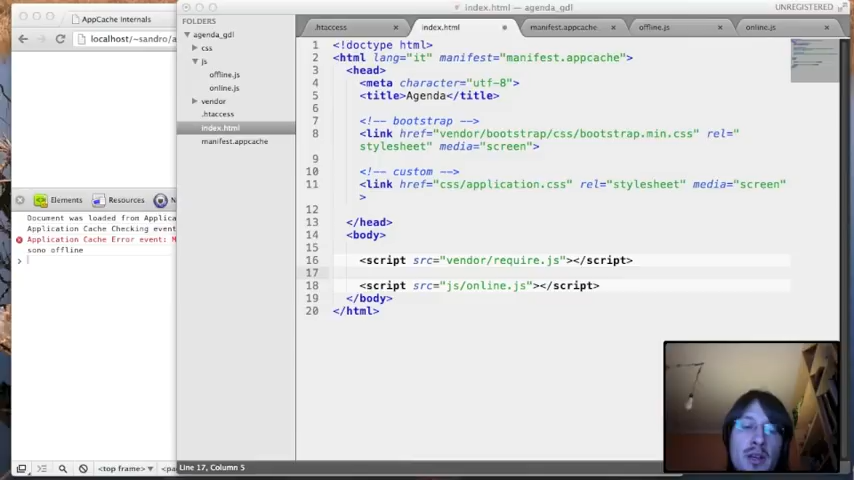 AppCache Internals
localhost/~sandro/a
Elements
Resources
N
Document was loaded from Applica
Application Cache Checking event
Application Cache Error event: M
sono offline
<top frame>
<pa
index.html — agenda_gdl
UNREGISTERED
FOLDERS
agenda_gdl
css
js
offline.js
online.js
vendor
.htaccess
index.html
manifest.appcache
.htaccess
index.html
manifest.appcache
offline.js
online.js
1 <!doctype html>
2 <html lang="it" manifest="manifest.appcache">
3 <head>
4 <meta character="utf-8">
5 <title>Agenda</title>
6
7 <!-- bootstrap -->
8 <link href="vendor/bootstrap/css/bootstrap.min.css" rel="
stylesheet" media="screen">
9
10 <!-- custom -->
11 <link href="css/application.css" rel="stylesheet" media="screen"
>
12
13 </head>
14 <body>
15
16 <script src="vendor/require.js"></script>
17
18 <script src="js/online.js"></script>
19 </body>
20 </html>
Line 17, Column 5